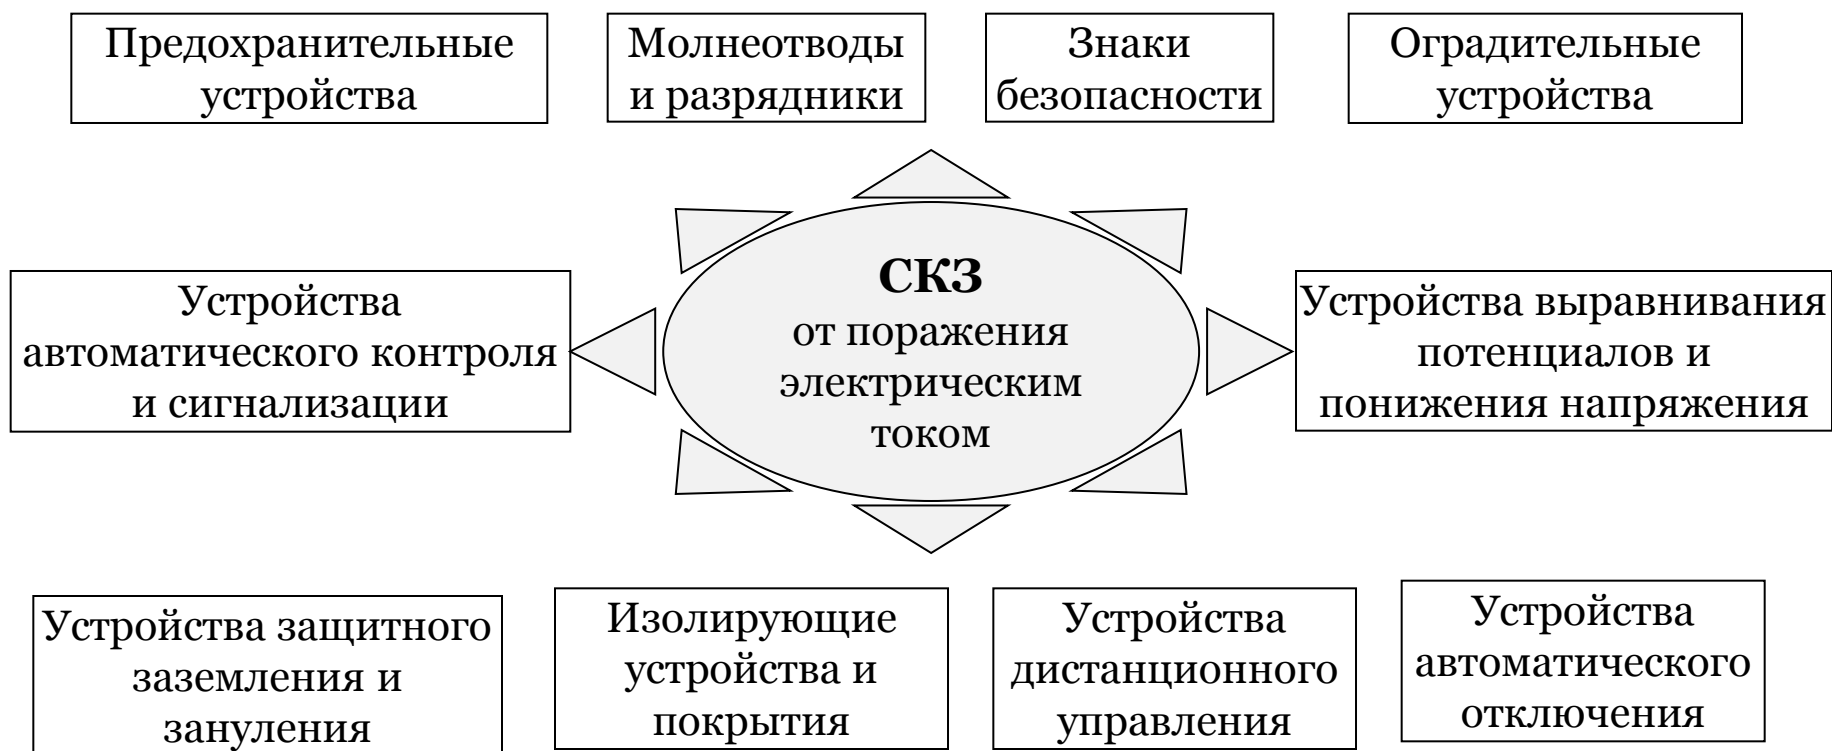 Предохранительные
устройства
Молнеотводы
и разрядники
Знаки
безопасности
Оградительные
устройства
Устройства
автоматического контроля
и сигнализации
СКЗ
от поражения
электрическим
током
Устройства выравнивания
потенциалов и
понижения напряжения
Устройства защитного
заземления и
зануления
Изолирующие
устройства и
покрытия
Устройства
дистанционного
управления
Устройства
автоматического
отключения